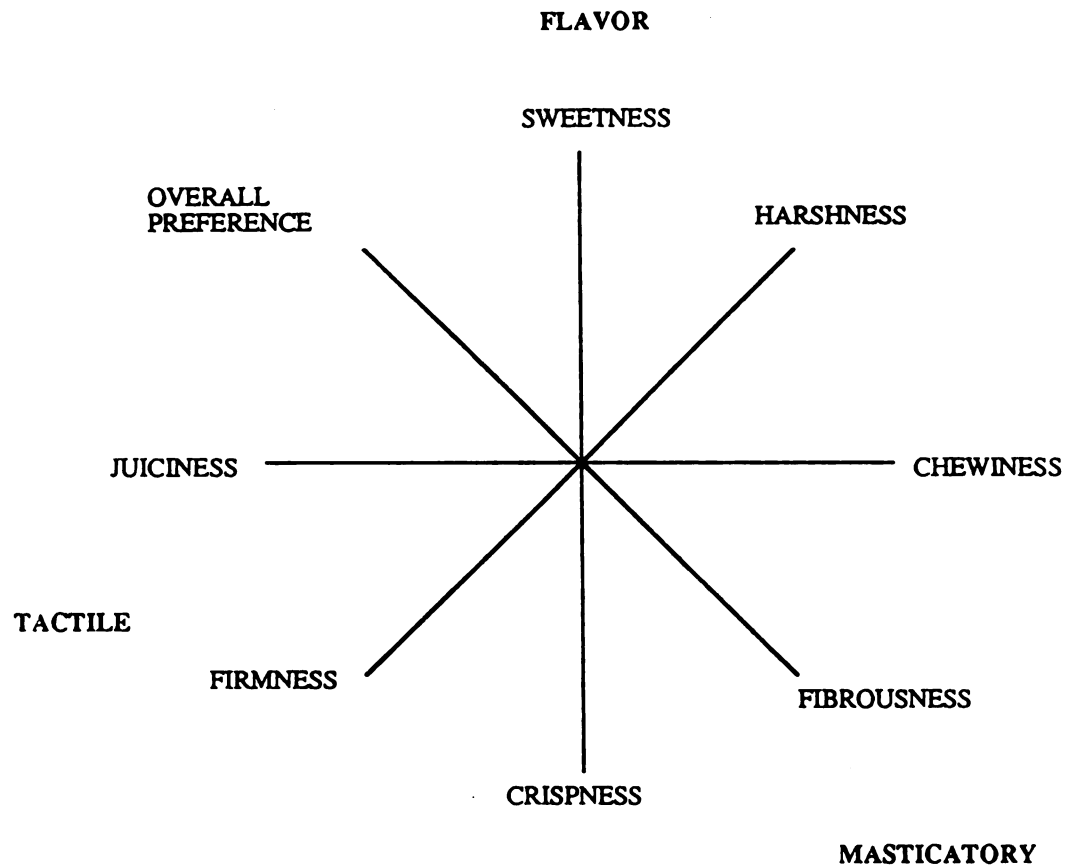 FLAVOR
SWEETNESS
OVERALL
PREFERENCE
HARSHNESS
JUICINESS
CHEWINESS
TACTILE
FIRMNESS
FIBROUSNESS
CRISPNESS
MASTICATORY